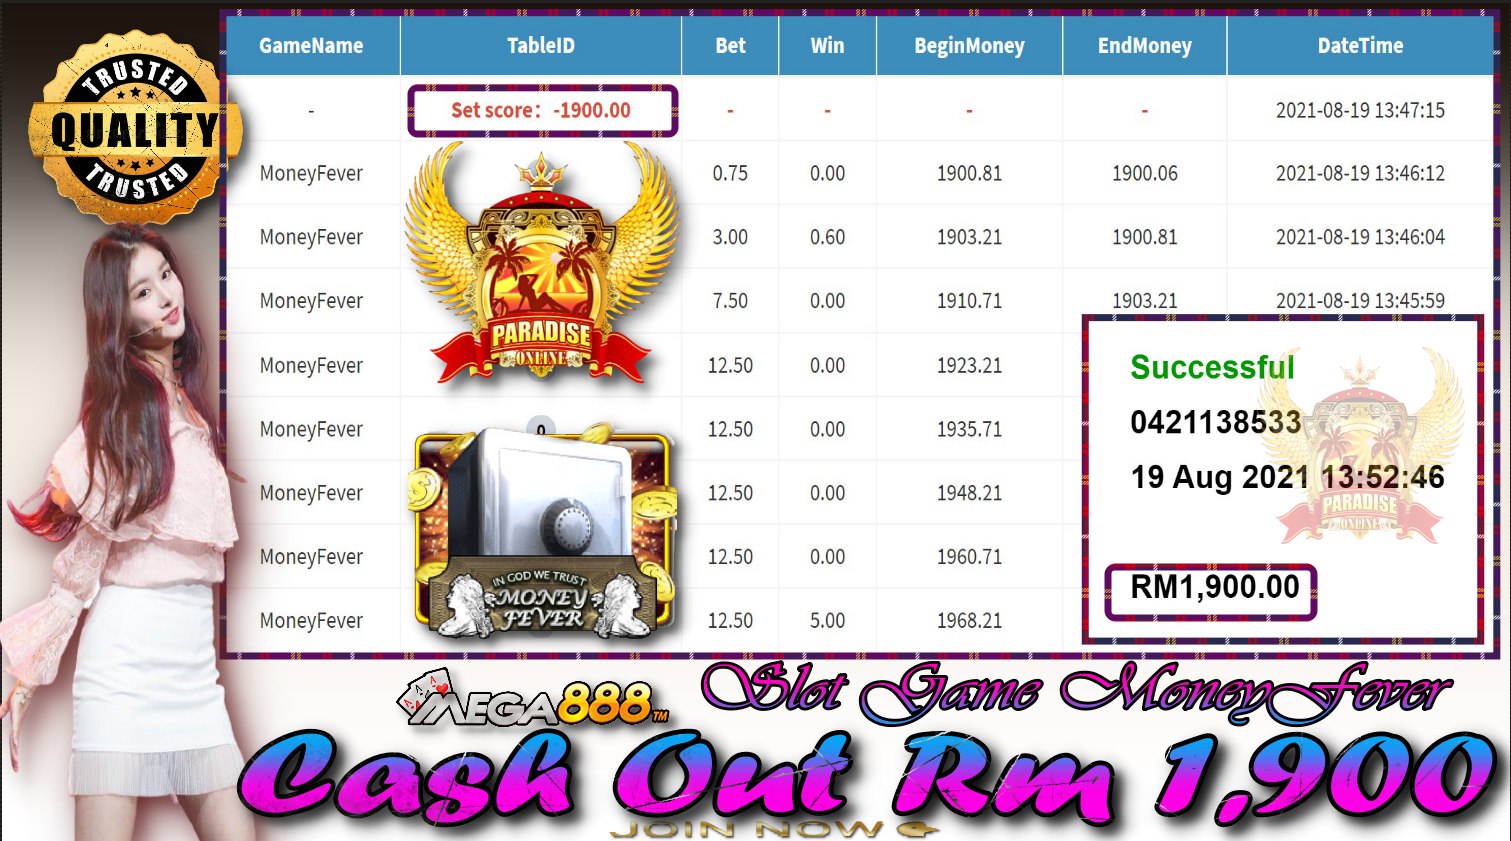 TRUSTED
QUALITY
TRUSTED
GameName TableID Bet Win BeginMoney EndMoney DateTime
- Set score: -1900.00 - - - - 2021-08-19 13:47:15
MoneyFever 0.75 0.00 1900.81 1900.06 2021-08-19 13:46:12
MoneyFever 3.00 0.60 1903.21 1900.81 2021-08-19 13:46:04
MoneyFever 7.50 0.00 1910.71 1903.21 2021-08-19 13:45:59
MoneyFever 12.50 0.00 1923.21
MoneyFever 0 12.50 0.00 1935.71
MoneyFever 12.50 0.00 1948.21
MoneyFever 12.50 0.00 1960.71
MoneyFever 12.50 5.00 1968.21
PARADISE
ONLINE
IN GOD WE TRUST
MONEY
FEVER
Successful
0421138533
19 Aug 2021 13:52:46
PARADISE
ONLINE
RM1,900.00
MEGA888 TM Slot Game MoneyFever
Cash Out Rm 1,900
JOIN NOW